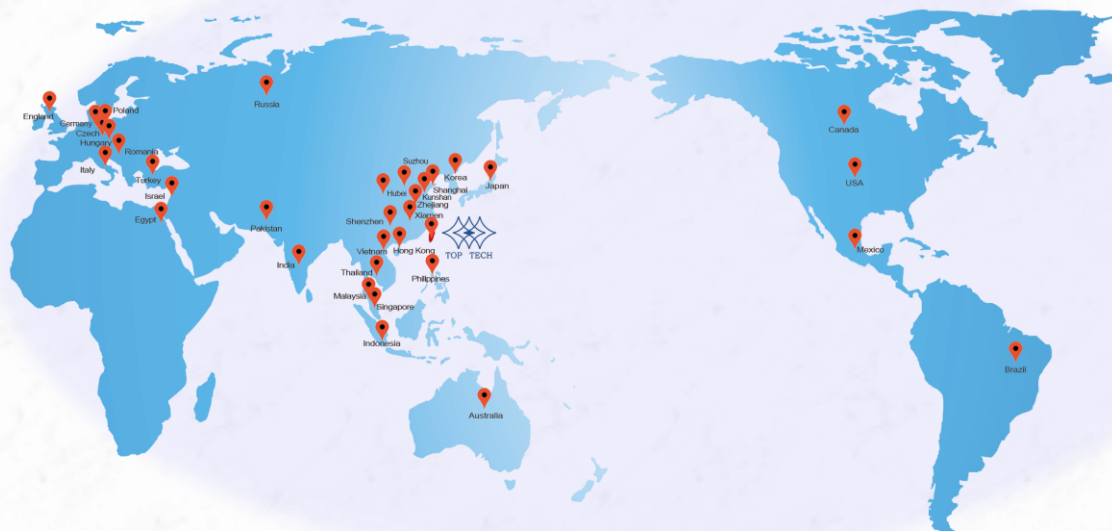 Russia
England
Poland
Germany
Czech
Hungary
Romania
Italy
Turkey
Israel
Egypt
Pakistan
India
Suzhou
Korea
Japan
Hubei
Shanghai
Kunshan
Zhejiang
Xiamen
Shenzhen
Vietnam
Hong Kong
TOP TECH
Thailand
Philippines
Malaysia
Singapore
Indonesia
Australia
Canada
USA
Mexico
Brazil